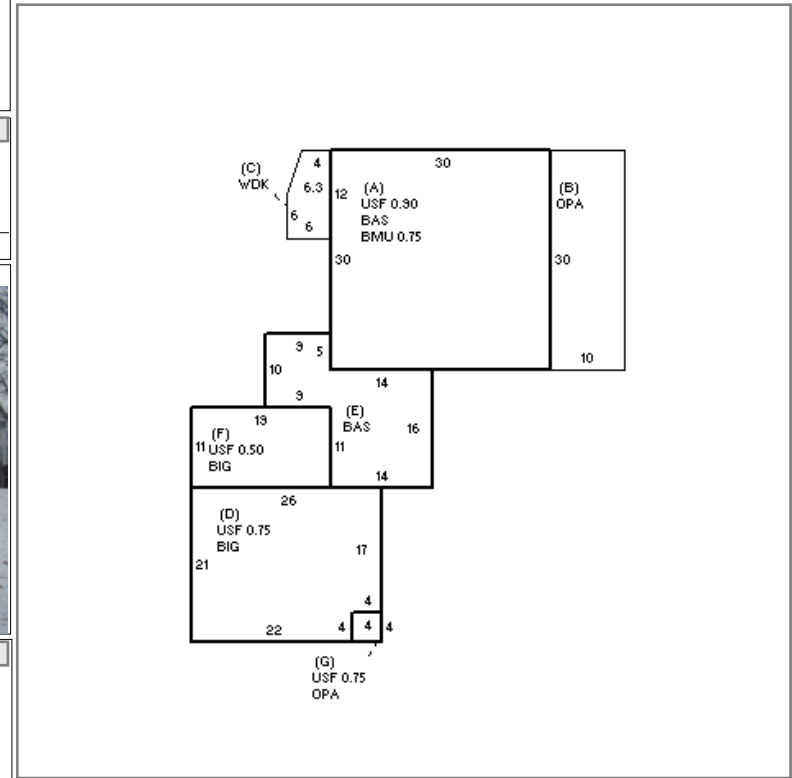 4
30
(C)
WDK
6.3
12
(A)
USF 0.90
BAS
BMU 0.75
(B)
OPA
6
6
30
30
10
9
5
10
14
9
(E)
BAS
16
19
(F)
11
USF 0.50
BIG
11
14
26
(D)
USF 0.75
BIG
17
21
4
22
4
4
4
(G)
USF 0.75
OPA